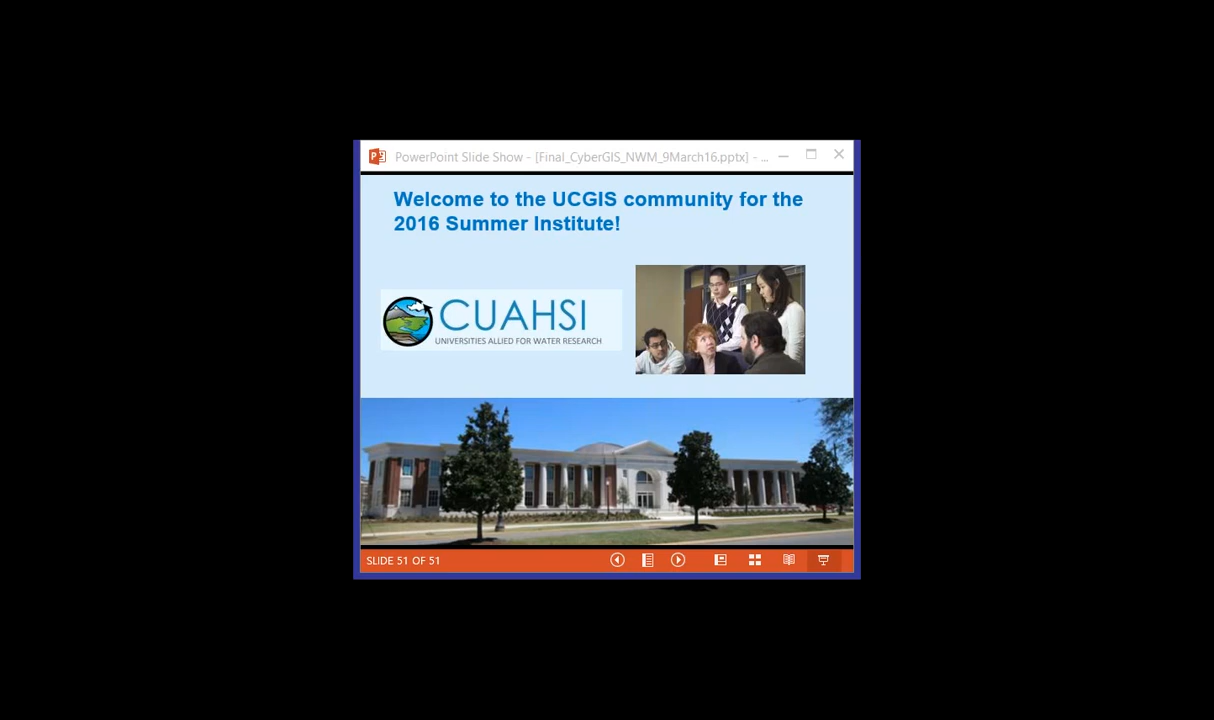 PowerPoint Slide Show - [Final_CyberGIS_NWM_9March16.pptx] - ...
Welcome to the UCGIS community for the
2016 Summer Institute!
CUAHSI
UNIVERSITIES ALLIED FOR WATER RESEARCH
SLIDE 51 OF 51